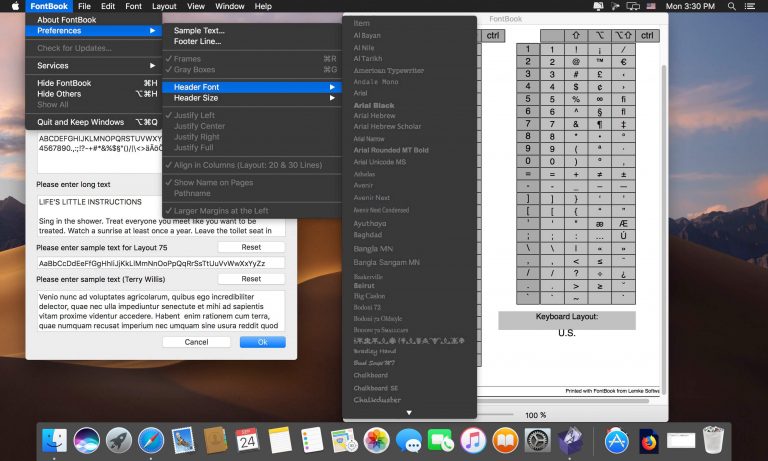 FontBook File Edit Font Layout View Window Help Mon 3:30 PM
About FontBook
Preferences
Check for Updates...
Services
Hide FontBook ⌘H
Hide Others ⌥⌘H
Show All
Quit and Keep Windows ⌥⌘Q
Sample Text...
Footer Line...
✓ Frames ⌘R
✓ Gray Boxes ⌘G
Header Font
Header Size
✓ Justify Left
Justify Center
Justify Right
Justify Full
✓ Align in Columns (Layout: 20 & 30 Lines)
✓ Show Name on Pages
Pathname
✓ Larger Margins at the Left
Item
Al Bayan
Al Nile
Al Tarikh
American Typewriter
Andale Mono
Arial
Arial Black
Arial Hebrew
Arial Hebrew Scholar
Arial Narrow
Arial Rounded MT Bold
Arial Unicode MS
Athelas
Avenir
Avenir Next
Avenir Next Condensed
Ayuthaya
Baghdad
Bangla MN
Bangla Sangam MN
Baskerville
Beirut
Big Caslon
Bodoni 72
Bodoni 72 Oldstyle
Bodoni 72 Smallcaps
Bradley Hand
Brush Script MT
Chalkboard
Chalkboard SE
Chalkduster
ABCDEFGHIJKLMNOPQRSTUVWXY
Please enter long text
LIFE'S LITTLE INSTRUCTIONS
Sing in the shower. Treat everyone you meet like you want to be
treated. Watch a sunrise at least once a year. Leave the toilet seat in
Please enter sample text for Layout 75 Reset
AaBbCcDdEeFfGgHhIiJjKkLlMmNnOoPpQqRrSsTtUuVvWwXxYyZz
Please enter sample text (Terry Willis) Reset
Venio nunc ad voluptates agricolarum, quibus ego incredibiliter
delector, quae nec ulla impediuntur senectute et mihi ad sapientis
vitam proxime videntur accedere. Habent enim rationem cum terra,
quae numquam recusat imperium nec umquam sine usura reddit quod
Cancel Ok
FontBook
ctrl ⇧ ⌥ ⌥⇧ ctrl
1 1 ! ¡ ⁄
2 2 @ ™ €
3 3 # £ ‹
4 4 $ ¢ ›
5 5 % ∞ ﬁ
6 6 ^ § ﬂ
7 7 & ¶ ‡
8 8 * • °
9 9 ( ª ·
0 0 ) º ‚
= = + ≠ ±
- - _ – —
[ [ { “ ”
] ] } ‘ ’
' ' " æ Æ
; ; : … Ú
\ \ | « »
, , < ≤ ¯
/ / ? ÷ ¿
. . > ≥ ˘
` ` ~ `
Keyboard Layout:
U.S.
Printed with FontBook from Lemke Softwa
100 %
SEP
24